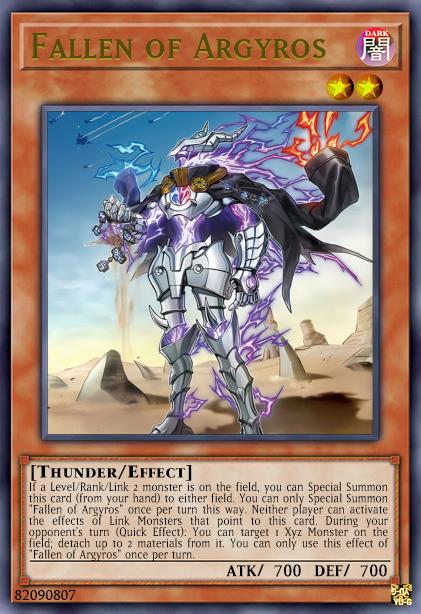 Fallen of Argyros
DARK
闇
[Thunder/Effect]
If a Level/Rank/Link 2 monster is on the field, you can Special Summon
this card (from your hand) to either field. You can only Special Summon
"Fallen of Argyros" once per turn this way. Neither player can activate
the effects of Link Monsters that point to this card. During your
opponent's turn (Quick Effect): You can target 1 Xyz Monster on the
field; detach up to 2 materials from it. You can only use this effect of
"Fallen of Argyros" once per turn.
ATK/ 700 DEF/ 700
82090807